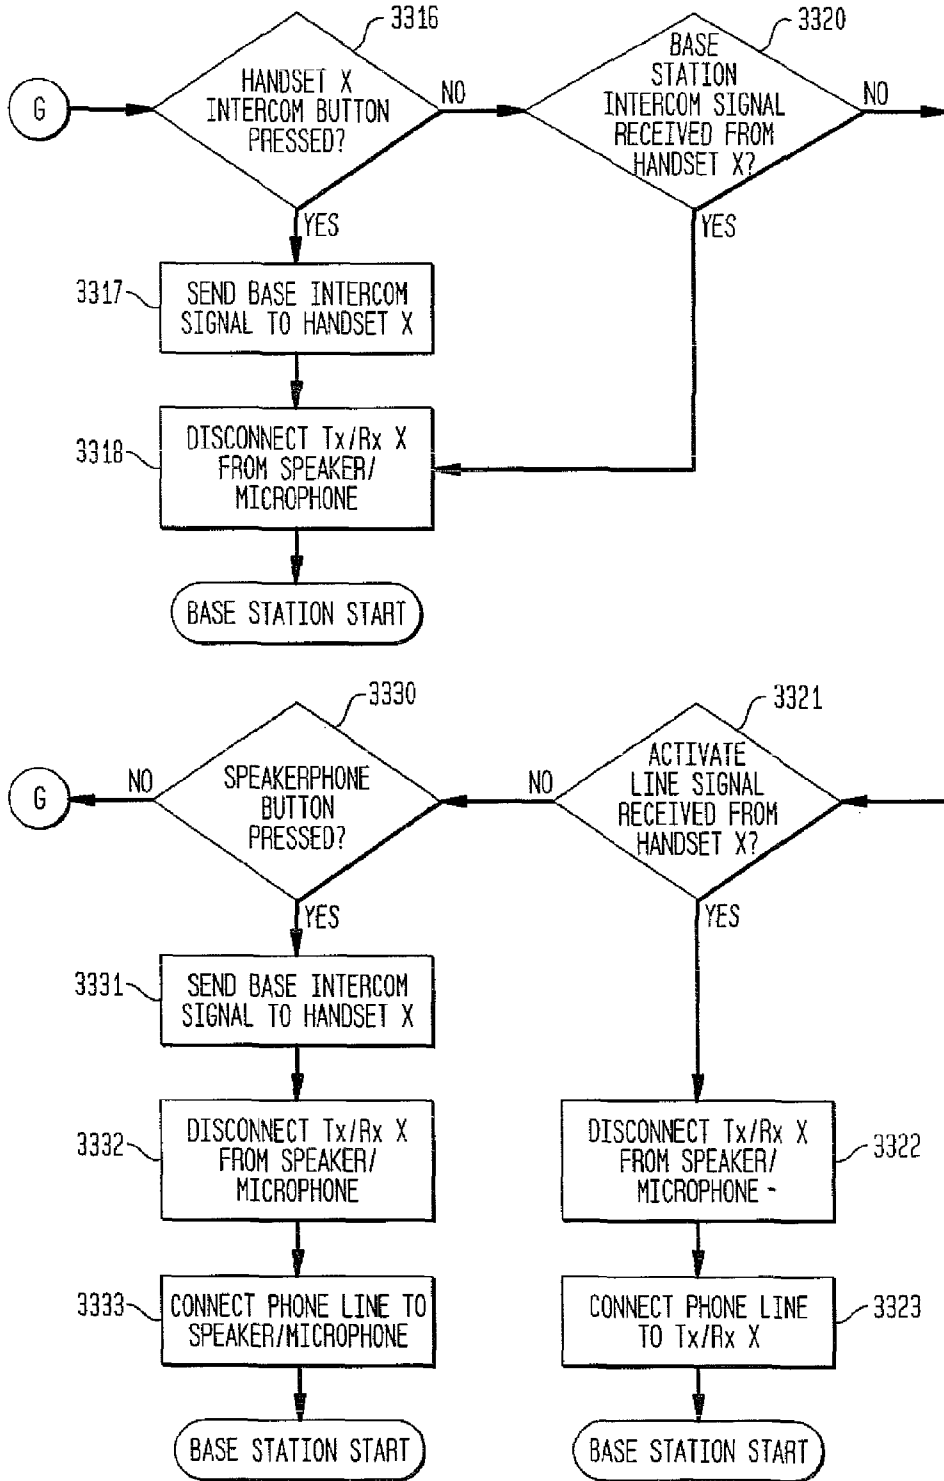 3316
3320
G
HANDSET X
INTERCOM BUTTON
PRESSED?
NO
YES
BASE
STATION
INTERCOM SIGNAL
RECEIVED FROM
HANDSET X?
NO
YES
3317
SEND BASE INTERCOM
SIGNAL TO HANDSET X
3318
DISCONNECT Tx/Rx X
FROM SPEAKER/
MICROPHONE
BASE STATION START
3330
3321
G
NO
SPEAKERPHONE
BUTTON
PRESSED?
YES
NO
ACTIVATE
LINE SIGNAL
RECEIVED FROM
HANDSET X?
YES
3331
SEND BASE INTERCOM
SIGNAL TO HANDSET X
3332
DISCONNECT Tx/Rx X
FROM SPEAKER/
MICROPHONE
DISCONNECT Tx/Rx X
FROM SPEAKER/
MICROPHONE -
3322
3333
CONNECT PHONE LINE TO
SPEAKER/MICROPHONE
CONNECT PHONE LINE
TO Tx/Rx X
3323
BASE STATION START
BASE STATION START